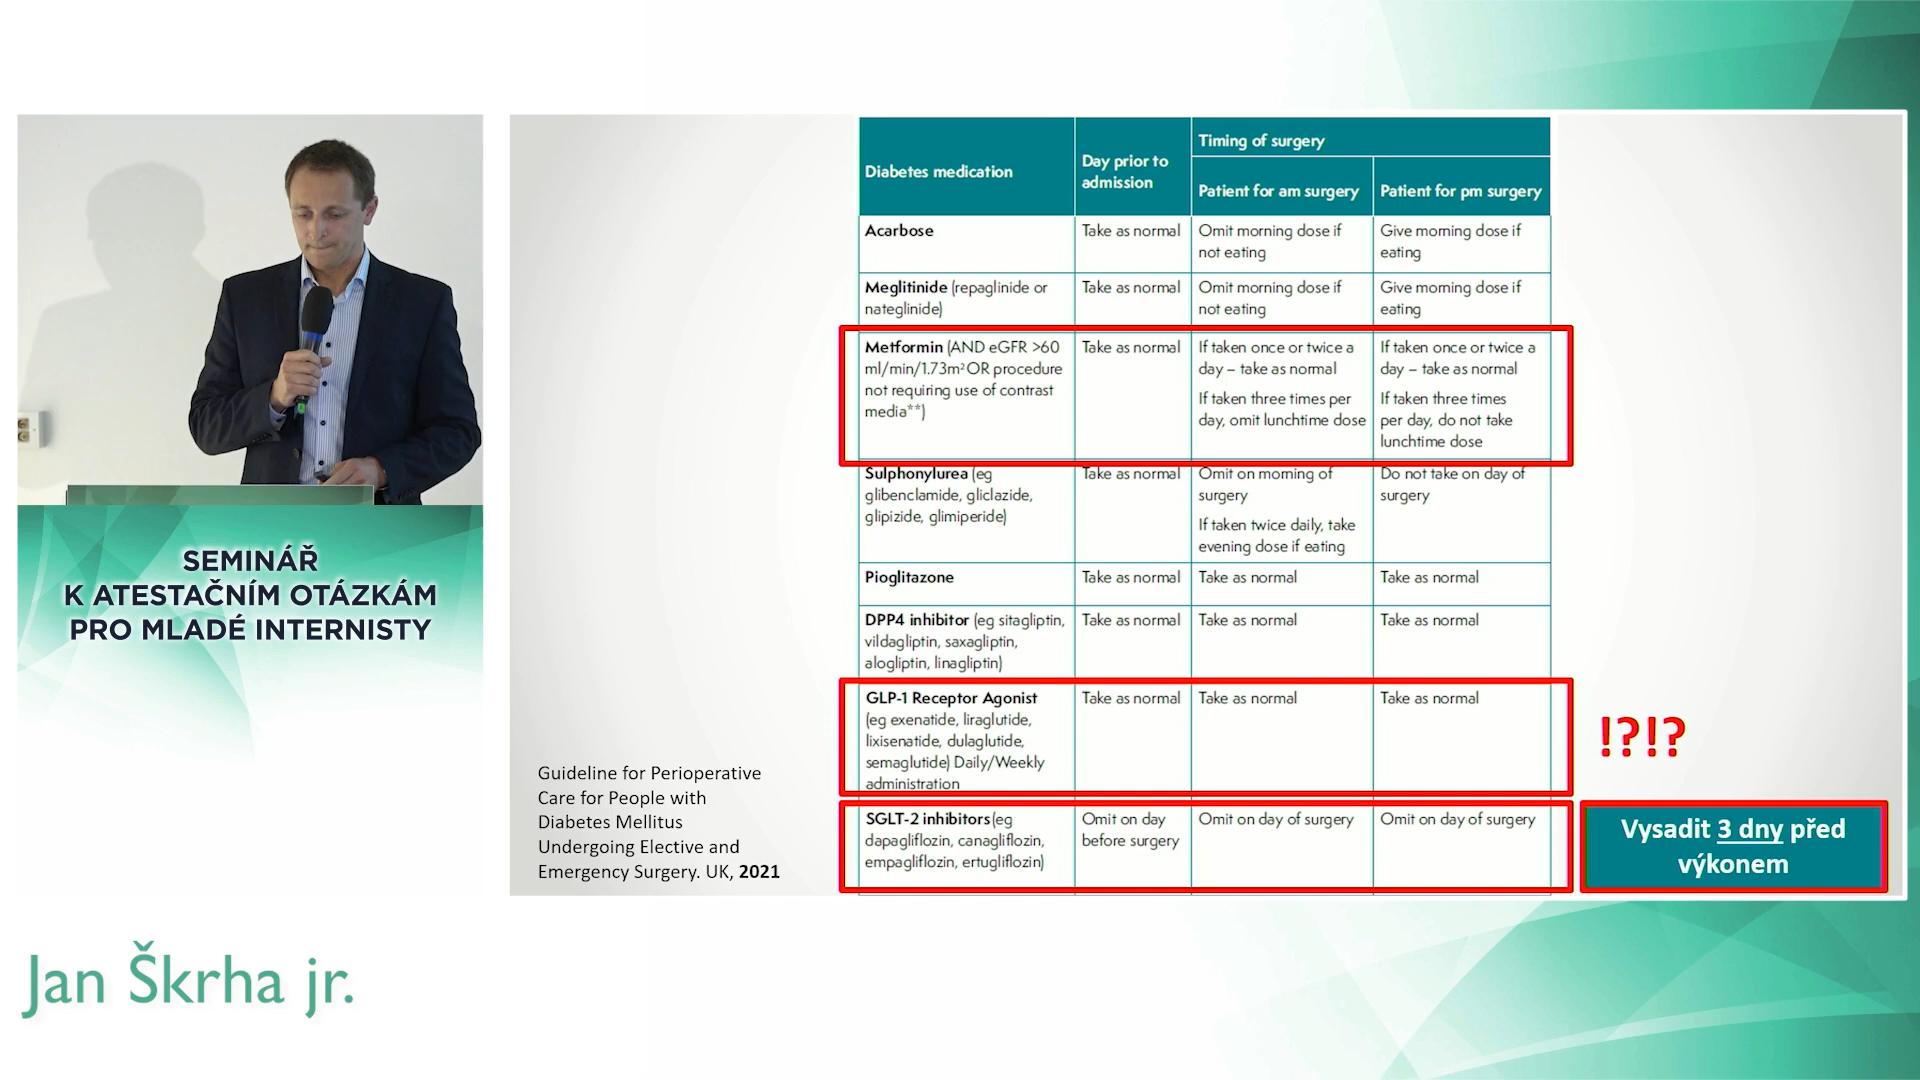 SEMINÁŘ
K ATESTAČNÍM OTÁZKÁM
PRO MLADÉ INTERNISTY
Jan Škrha jr.
Diabetes medication
Day prior to
admission
Timing of surgery
Patient for am surgery
Patient for pm surgery
Acarbose
Take as normal
Omit morning dose if
not eating
Give morning dose if
eating
Meglitinide (repaglinide or
nateglinide)
Take as normal
Omit morning dose if
not eating
Give morning dose if
eating
Metformin (AND eGFR >60
ml/min/1.73m² OR procedure
not requiring use of contrast
media**)
Take as normal
If taken once or twice a
day – take as normal
If taken three times per
day, omit lunchtime dose
If taken once or twice a
day – take as normal
If taken three times
per day, do not take
lunchtime dose
Sulphonylurea (eg
glibenclamide, gliclazide,
glipizide, glimiperide)
Take as normal
Omit on morning of
surgery
If taken twice daily, take
evening dose if eating
Do not take on day of
surgery
Pioglitazone
Take as normal
Take as normal
Take as normal
DPP4 inhibitor (eg sitagliptin,
vildagliptin, saxagliptin,
alogliptin, linagliptin)
Take as normal
Take as normal
Take as normal
GLP-1 Receptor Agonist
(eg exenatide, liraglutide,
lixisenatide, dulaglutide,
semaglutide) Daily/Weekly
administration
Take as normal
Take as normal
Take as normal
!?!?
SGLT-2 inhibitors (eg
dapagliflozin, canagliflozin,
empagliflozin, ertugliflozin)
Omit on day
before surgery
Omit on day of surgery
Omit on day of surgery
Vysadit 3 dny před
výkonem
Guideline for Perioperative
Care for People with
Diabetes Mellitus
Undergoing Elective and
Emergency Surgery. UK, 2021